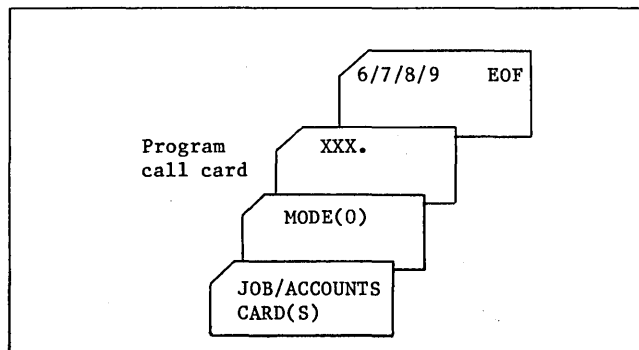 6/7/8/9 EOF
XXX.
Program
call card
MODE(0)
JOB/ACCOUNTS
CARD(S)